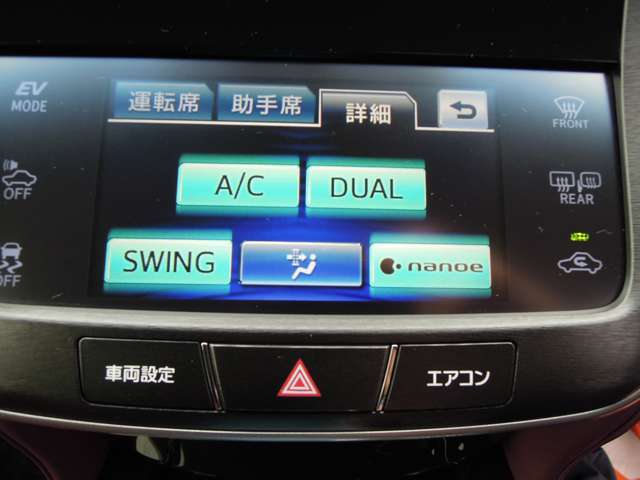 EV
MODE
運転席
助手席
詳細
FRONT
OFF
A/C
DUAL
REAR
OFF
SWING
nanoe
車両設定
エアコン